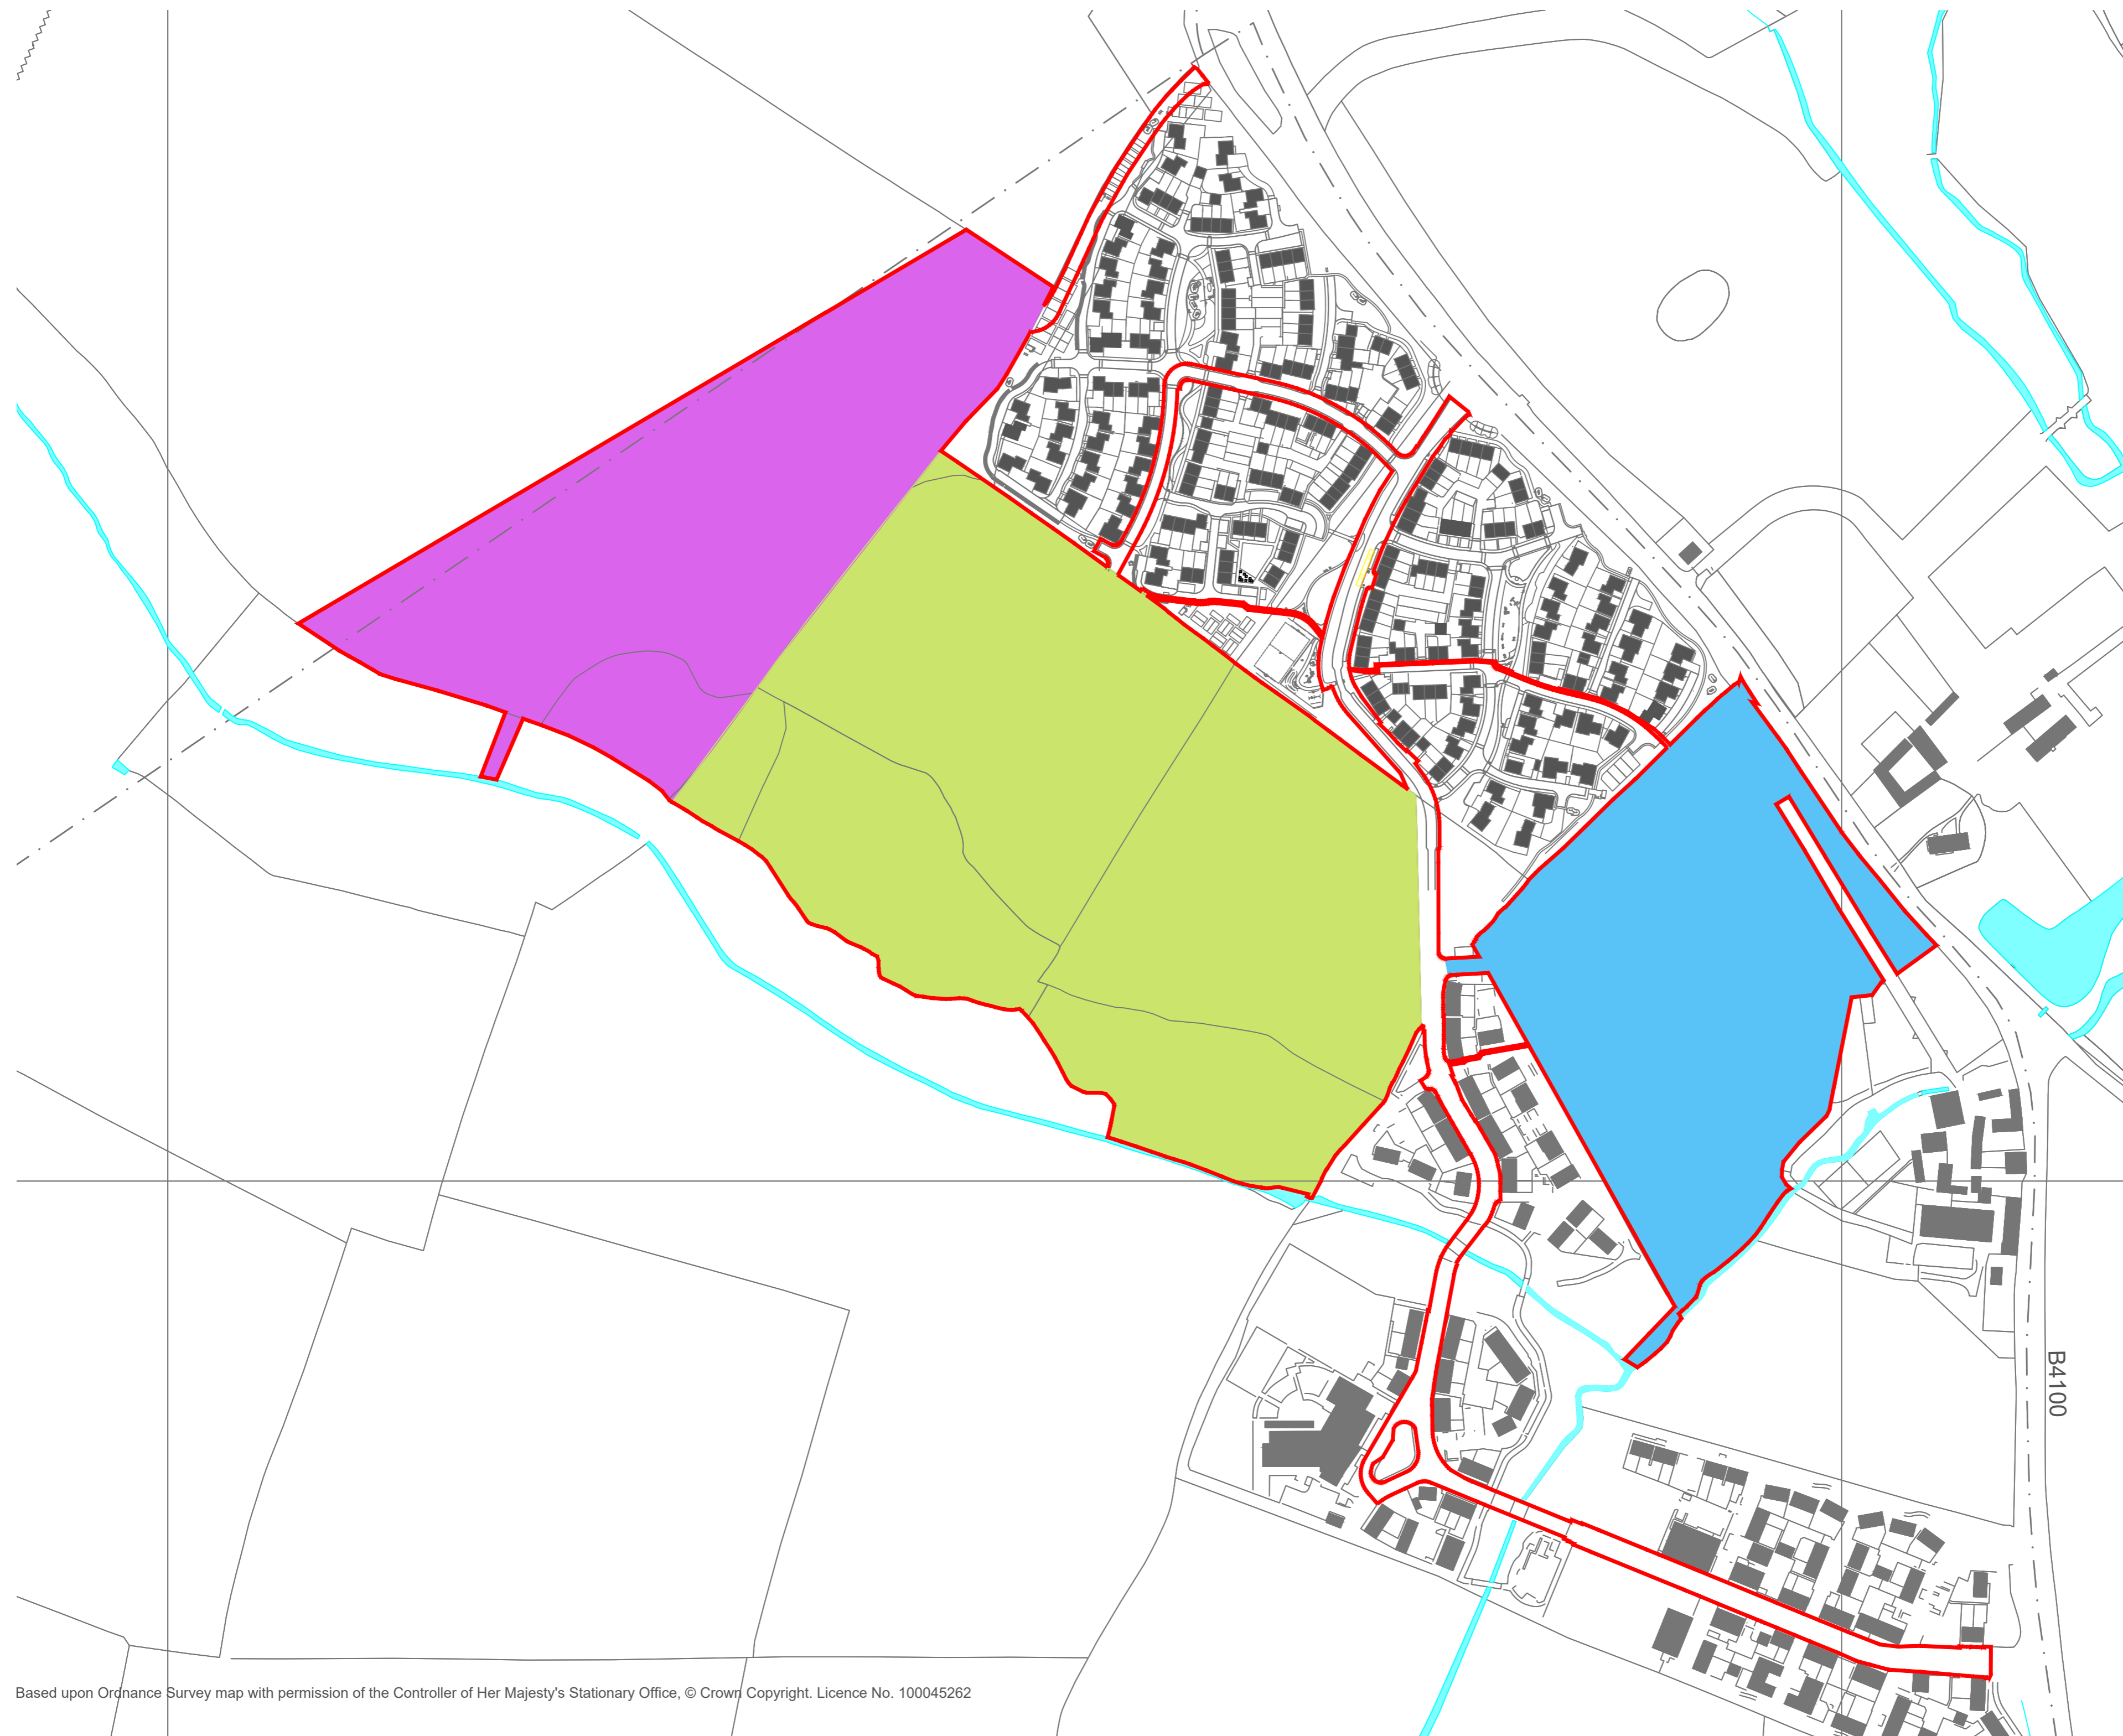 B4100
Based upon Ordnance Survey map with permission of the Controller of Her Majesty's Stationary Office, © Crown Copyright. Licence No. 100045262